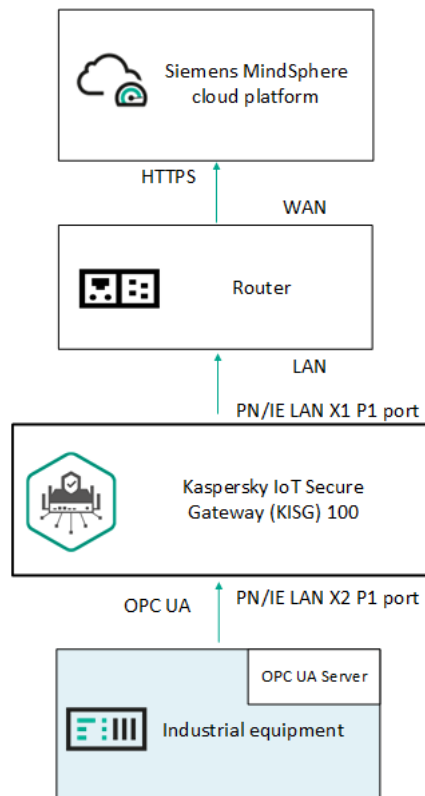 Siemens MindSphere
cloud platform
HTTPS
WAN
Router
LAN
PN/IE LAN X1 P1 port
Kaspersky IoT Secure
Gateway (KISG) 100
OPC UA
PN/IE LAN X2 P1 port
OPC UA Server
Industrial equipment